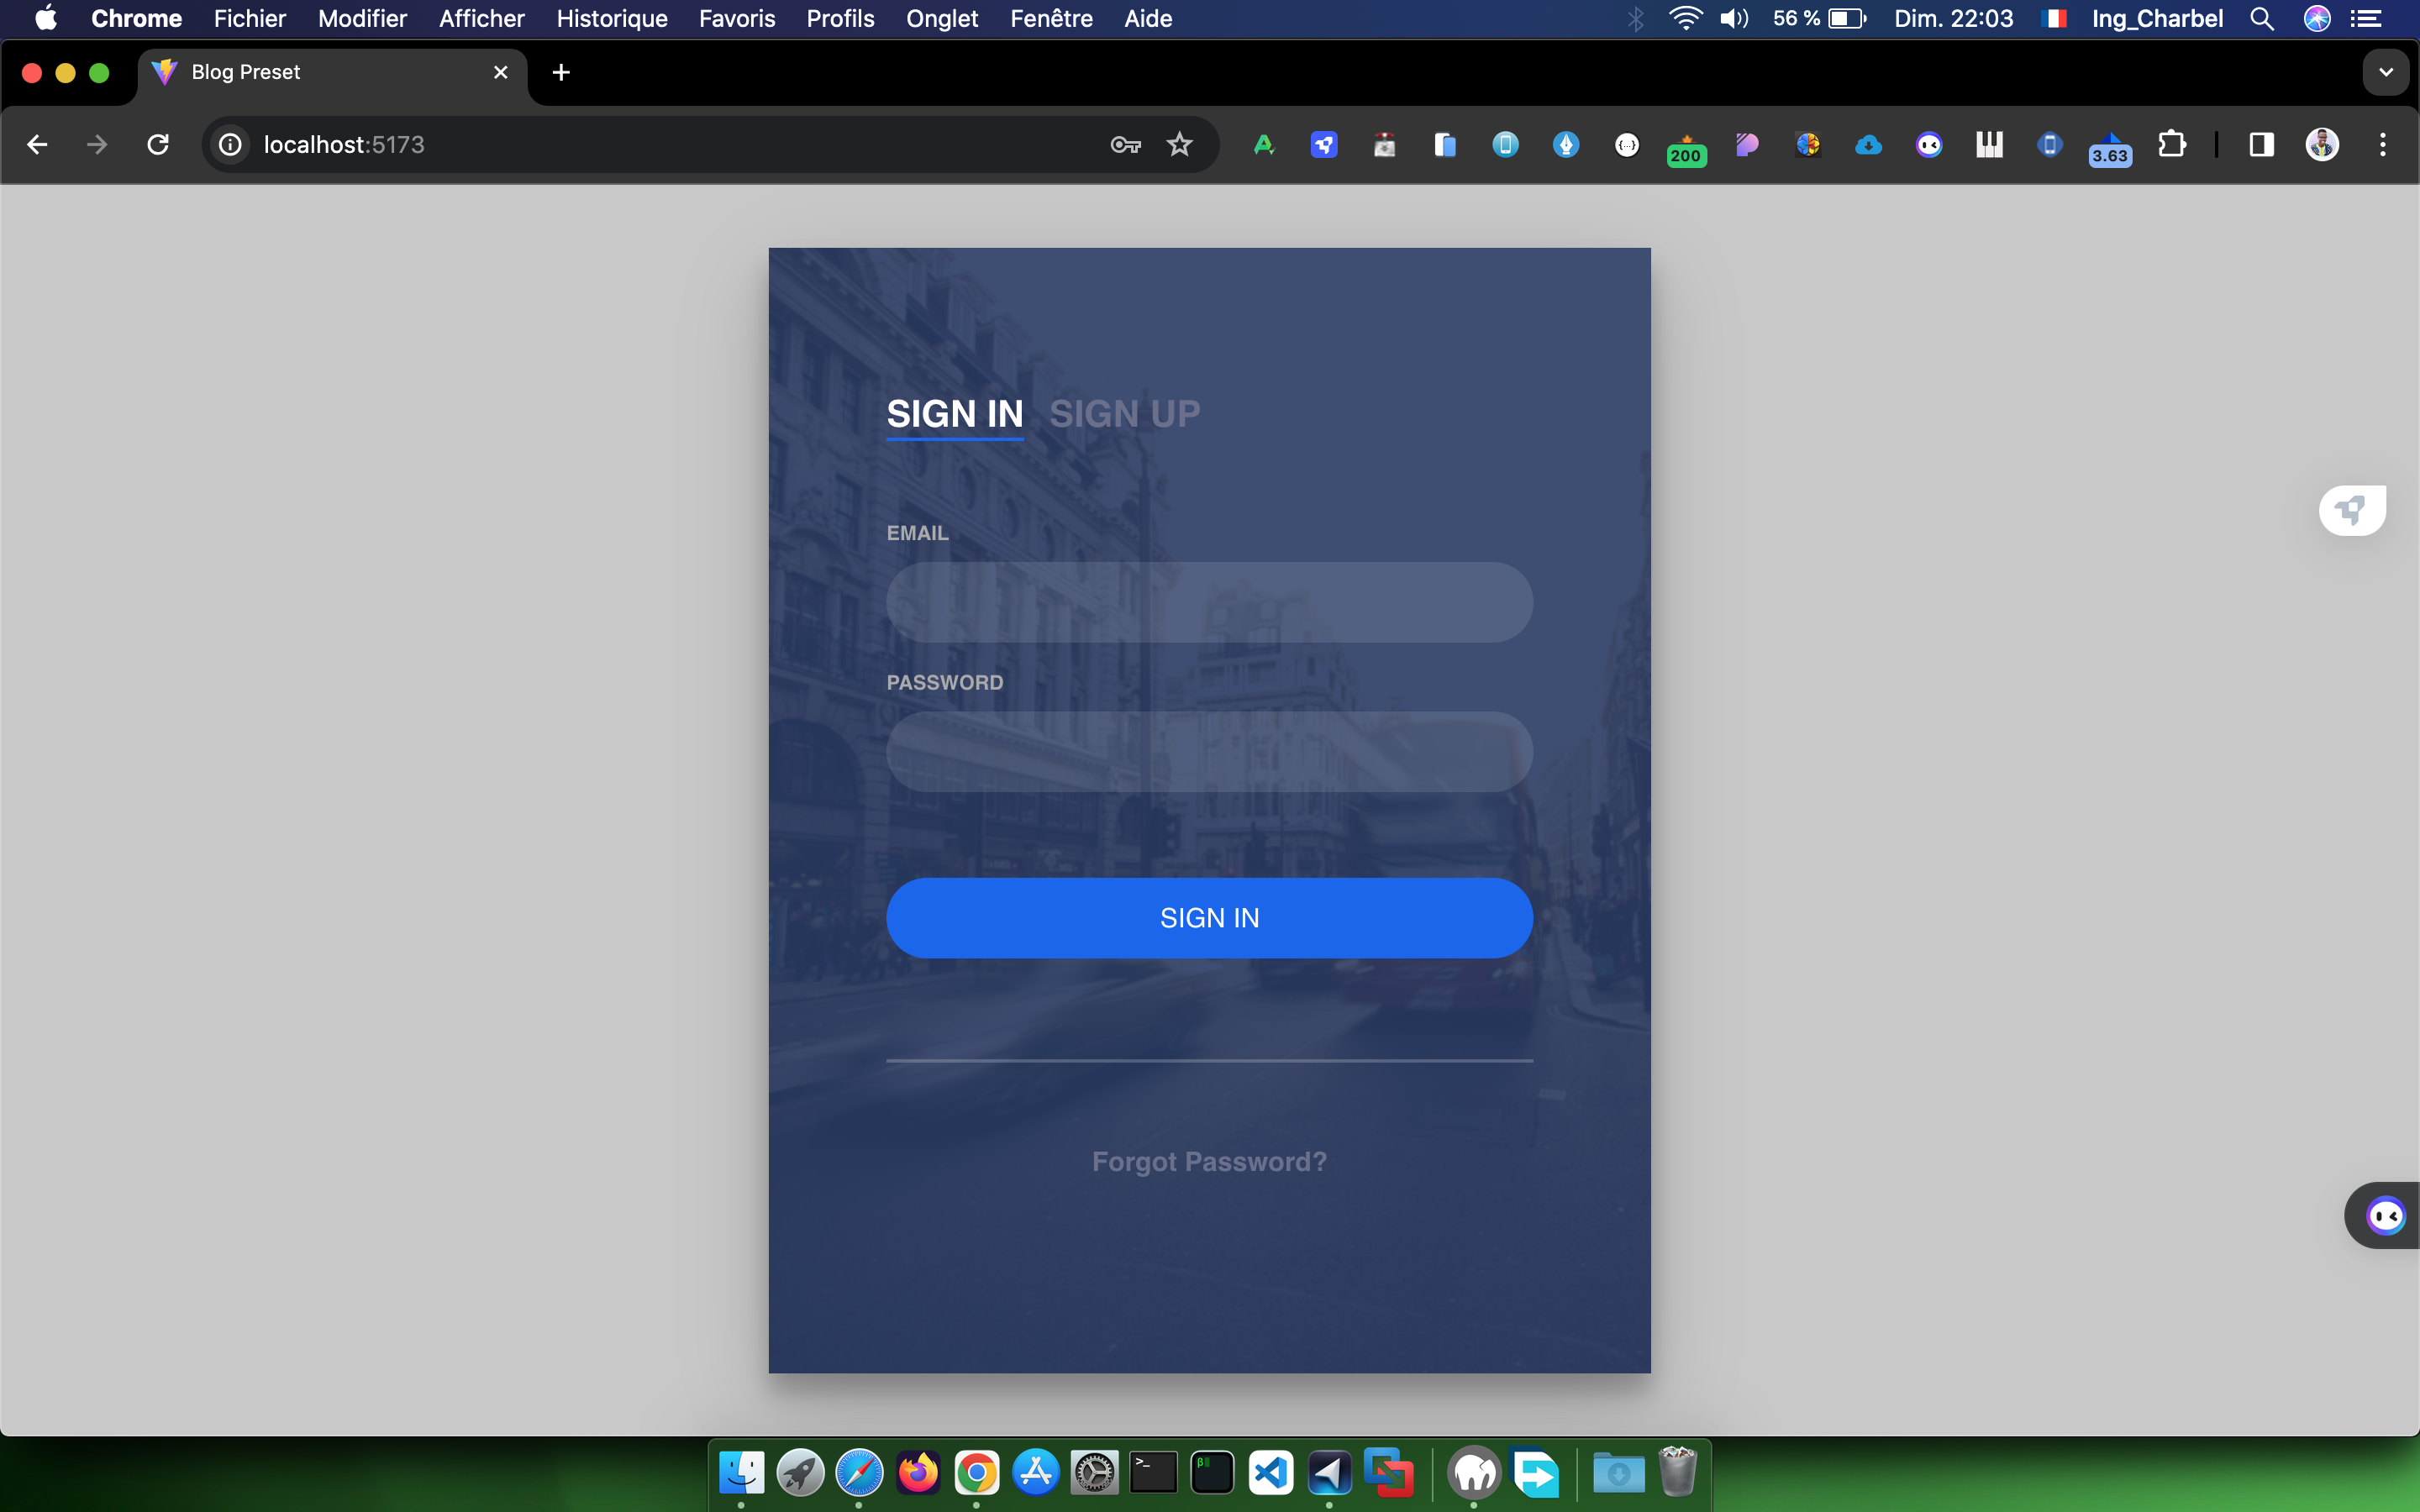 Chrome Fichier Modifier Afficher Historique Favoris Profils Onglet Fenêtre Aide 56 % Dim. 22:03 Ing_Charbel
Blog Preset
localhost:5173 200 3.63
SIGN IN SIGN UP
EMAIL
PASSWORD
SIGN IN
Forgot Password?